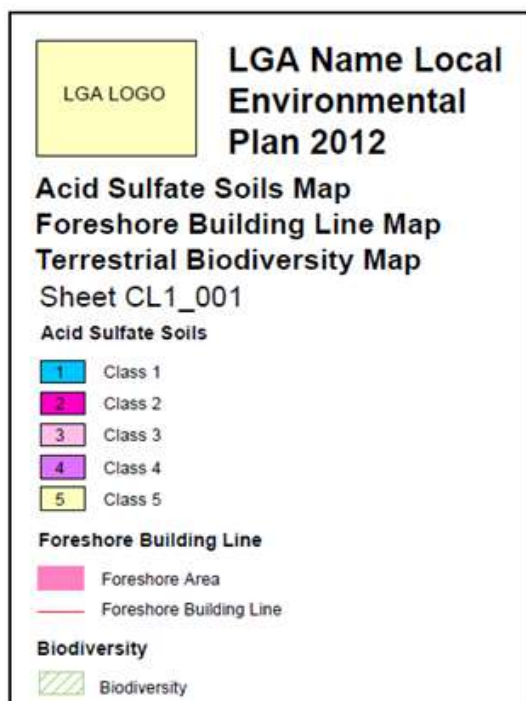 LGA LOGO
LGA Name Local
Environmental
Plan 2012
Acid Sulfate Soils Map
Foreshore Building Line Map
Terrestrial Biodiversity Map
Sheet CL1_001
Acid Sulfate Soils
1 Class 1
2 Class 2
3 Class 3
4 Class 4
5 Class 5
Foreshore Building Line
Foreshore Area
Foreshore Building Line
Biodiversity
Biodiversity